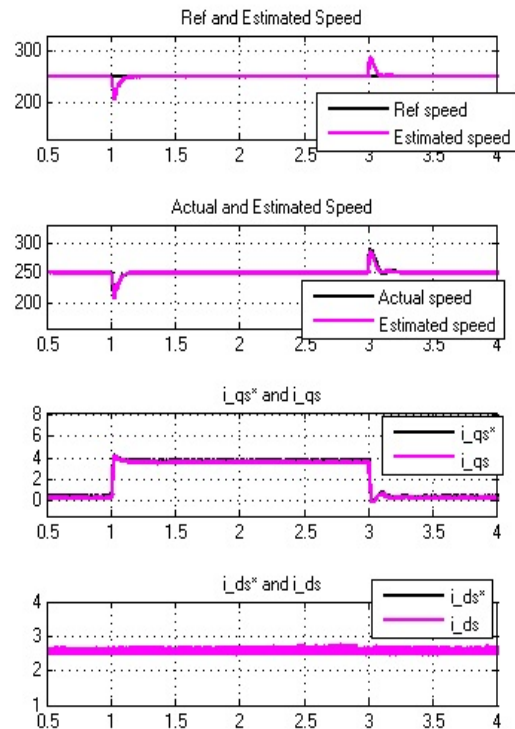 Ref and Estimated Speed
300
250
200
Ref speed
Estimated speed
0.5 1 1.5 2 2.5 3 3.5 4
Actual and Estimated Speed
300
250
200
Actual speed
Estimated speed
0.5 1 1.5 2 2.5 3 3.5 4
i_qs* and i_qs
8
6
4
2
0
i_qs*
i_qs
0.5 1 1.5 2 2.5 3 3.5 4
i_ds* and i_ds
4
3
2
1
i_ds*
i_ds
0.5 1 1.5 2 2.5 3 3.5 4